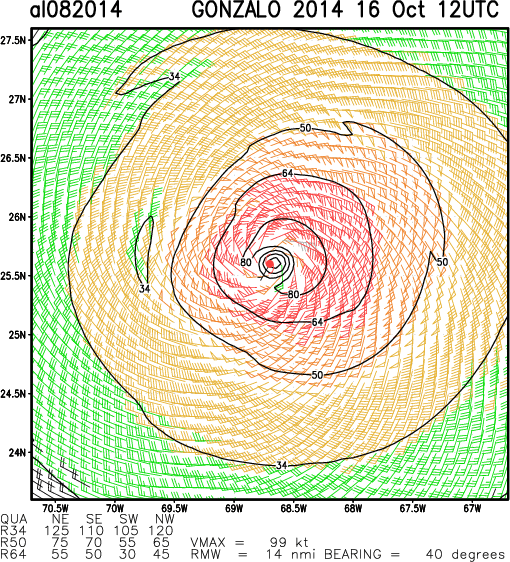 al082014 GONZALO 2014 16 Oct 12UTC
27.5N
34
27N
50
26.5N
64
26N
80
50
25.5N
34
80
64
25N
50
24.5N
24N
34
70.5W 70W 69.5W 69W 68.5W 68W 67.5W 67W
QUA NE SE SW NW
R34 125 110 105 120
R50 75 70 55 65 VMAX = 99 kt
R64 55 50 30 45 RMW = 14 nmi BEARING = 40 degrees